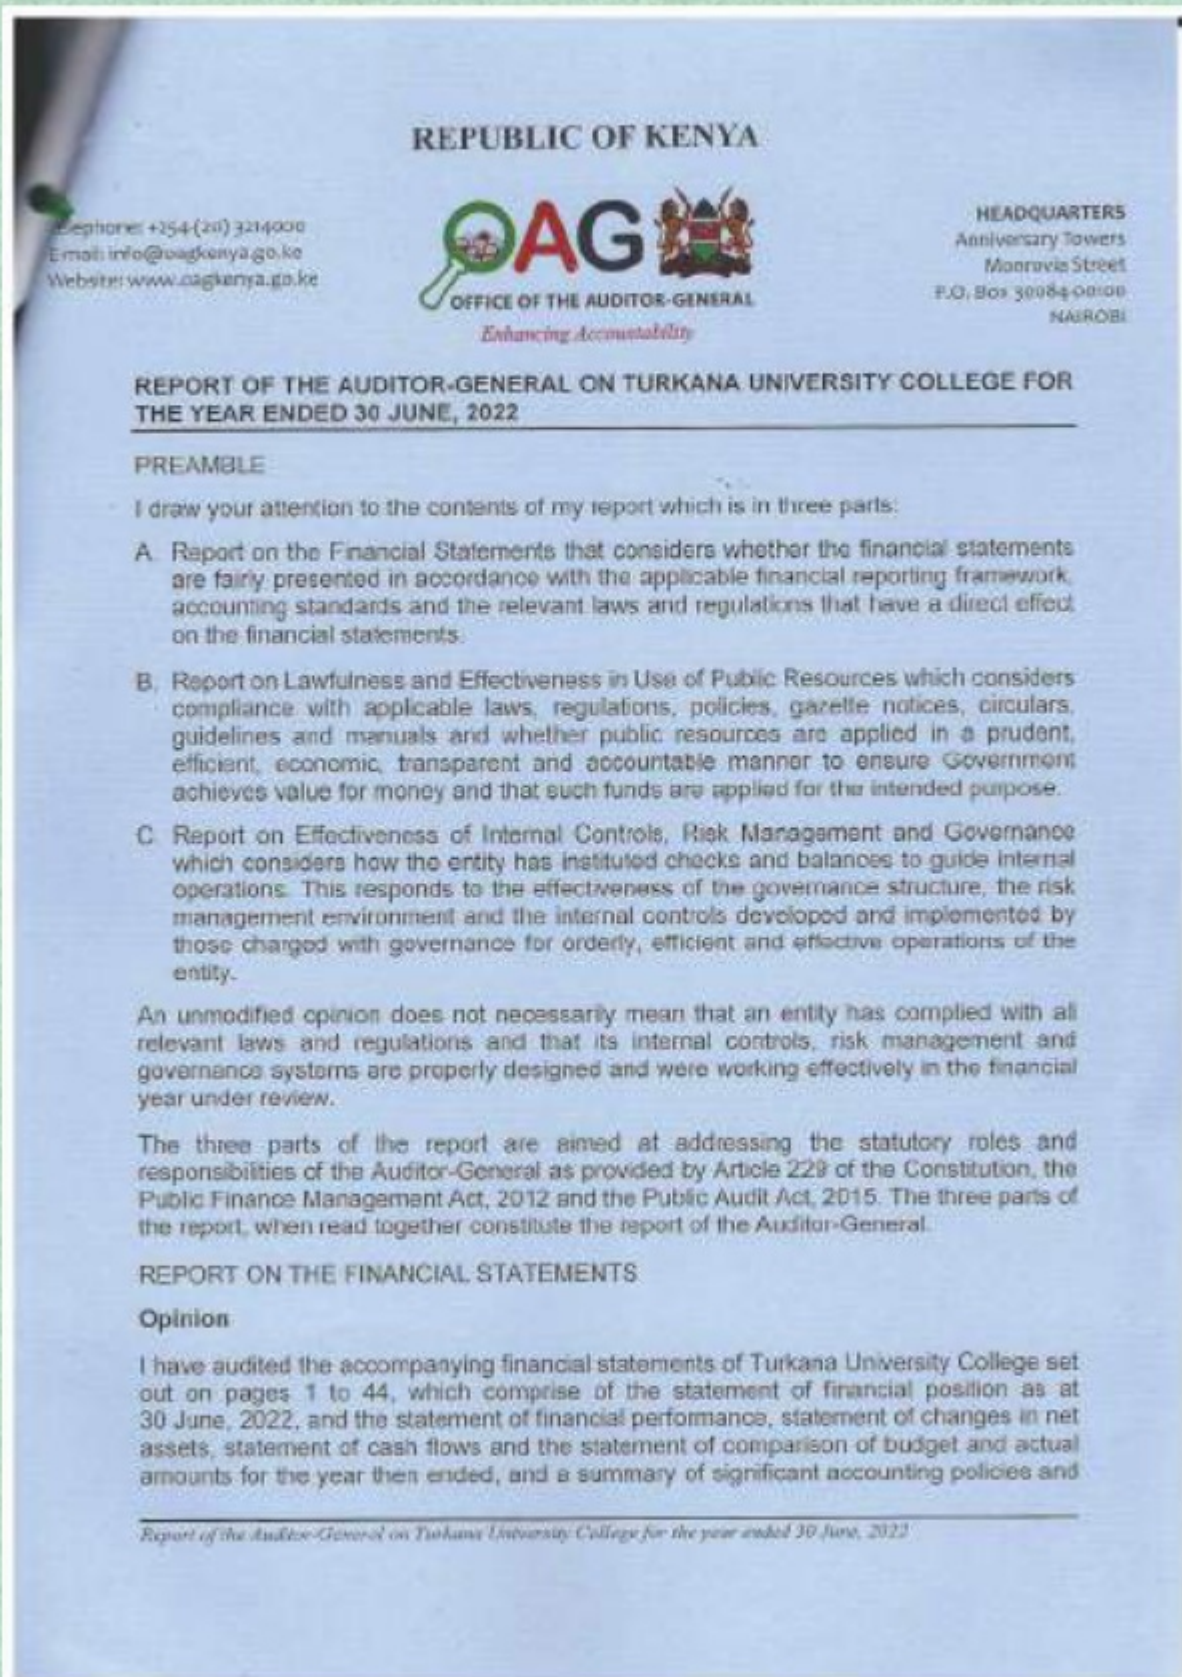 REPUBLIC OF KENYA
Telephone: +254-(20) 3214000
Email: info@oagkenya.go.ke
Website: www.oagkenya.go.ke
OAG
OFFICE OF THE AUDITOR-GENERAL
Enhancing Accountability
HEADQUARTERS
Anniversary Towers
Monrovia Street
P.O. Box 30084-00100
NAIROBI
REPORT OF THE AUDITOR-GENERAL ON TURKANA UNIVERSITY COLLEGE FOR
THE YEAR ENDED 30 JUNE, 2022
PREAMBLE
I draw your attention to the contents of my report which is in three parts:
A. Report on the Financial Statements that considers whether the financial statements
are fairly presented in accordance with the applicable financial reporting framework,
accounting standards and the relevant laws and regulations that have a direct effect
on the financial statements.
B. Report on Lawfulness and Effectiveness in Use of Public Resources which considers
compliance with applicable laws, regulations, policies, gazette notices, circulars,
guidelines and manuals and whether public resources are applied in a prudent,
efficient, economic, transparent and accountable manner to ensure Government
achieves value for money and that such funds are applied for the intended purpose.
C. Report on Effectiveness of Internal Controls, Risk Management and Governance
which considers how the entity has instituted checks and balances to guide internal
operations. This responds to the effectiveness of the governance structure, the risk
management environment and the internal controls developed and implemented by
those charged with governance for orderly, efficient and effective operations of the
entity.
An unmodified opinion does not necessarily mean that an entity has complied with all
relevant laws and regulations and that its internal controls, risk management and
governance systems are properly designed and were working effectively in the financial
year under review.
The three parts of the report are aimed at addressing the statutory roles and
responsibilities of the Auditor-General as provided by Article 229 of the Constitution, the
Public Finance Management Act, 2012 and the Public Audit Act, 2015. The three parts of
the report, when read together constitute the report of the Auditor-General.
REPORT ON THE FINANCIAL STATEMENTS
Opinion
I have audited the accompanying financial statements of Turkana University College set
out on pages 1 to 44, which comprise of the statement of financial position as at
30 June, 2022, and the statement of financial performance, statement of changes in net
assets, statement of cash flows and the statement of comparison of budget and actual
amounts for the year then ended, and a summary of significant accounting policies and
Report of the Auditor-General on Turkana University College for the year ended 30 June, 2022